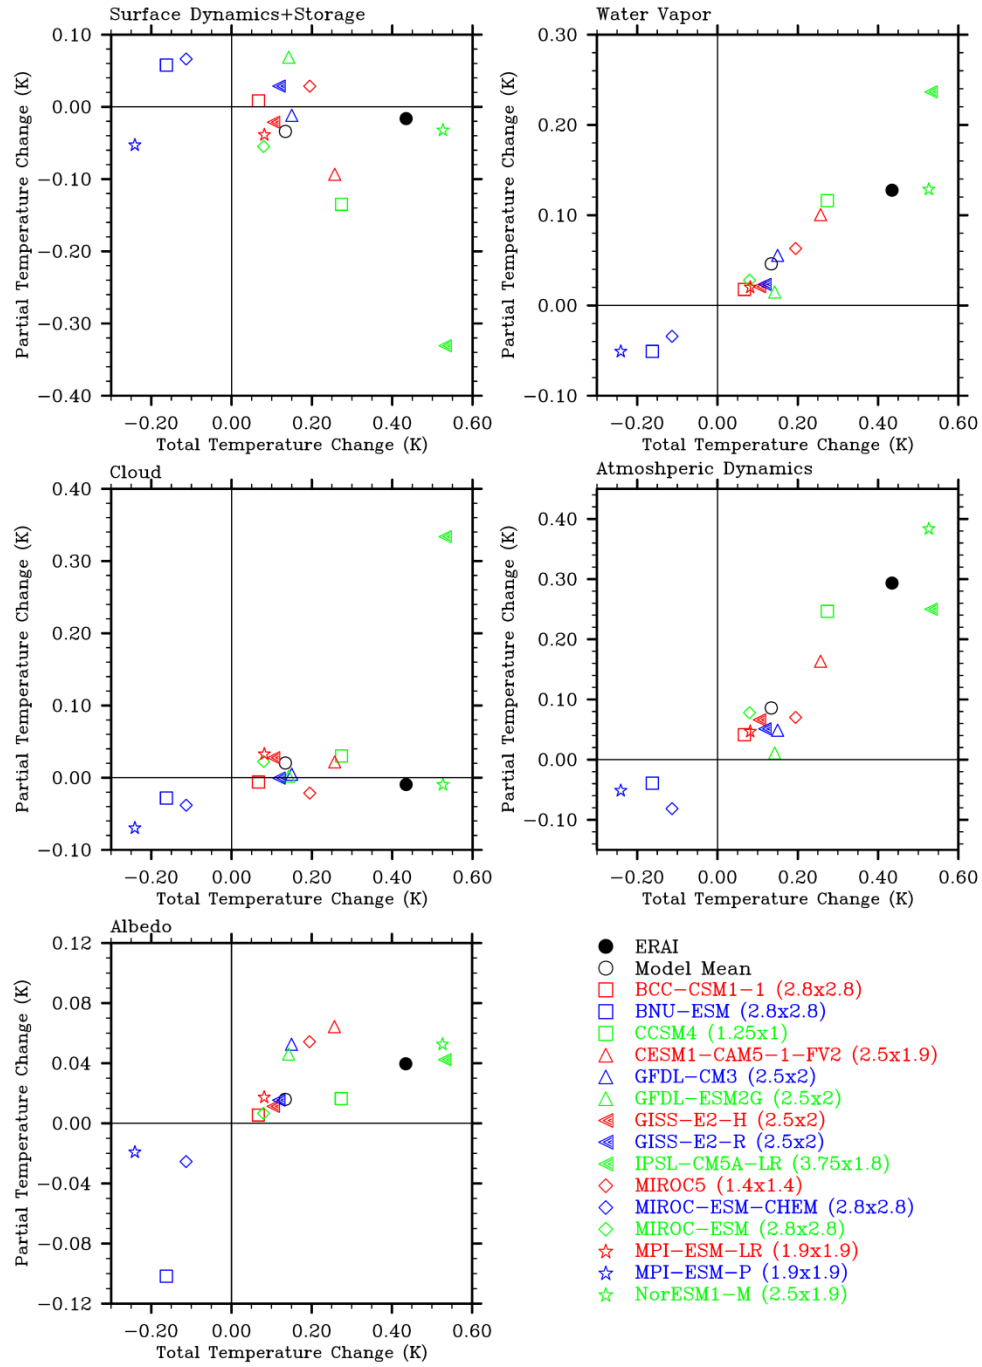 Surface Dynamics+Storage
Partial Temperature Change (K)
0.10
0.00
−0.10
−0.20
−0.30
−0.40
−0.20 0.00 0.20 0.40 0.60
Total Temperature Change (K)
Water Vapor
Partial Temperature Change (K)
0.30
0.20
0.10
0.00
−0.10
−0.20 0.00 0.20 0.40 0.60
Total Temperature Change (K)
Cloud
Partial Temperature Change (K)
0.40
0.30
0.20
0.10
0.00
−0.10
−0.20 0.00 0.20 0.40 0.60
Total Temperature Change (K)
Atmoshperic Dynamics
Partial Temperature Change (K)
0.40
0.30
0.20
0.10
0.00
−0.10
−0.20 0.00 0.20 0.40 0.60
Total Temperature Change (K)
Albedo
Partial Temperature Change (K)
0.12
0.08
0.04
0.00
−0.04
−0.08
−0.12
−0.20 0.00 0.20 0.40 0.60
Total Temperature Change (K)
ERAI
Model Mean
BCC−CSM1−1 (2.8x2.8)
BNU−ESM (2.8x2.8)
CCSM4 (1.25x1)
CESM1−CAM5−1−FV2 (2.5x1.9)
GFDL−CM3 (2.5x2)
GFDL−ESM2G (2.5x2)
GISS−E2−H (2.5x2)
GISS−E2−R (2.5x2)
IPSL−CM5A−LR (3.75x1.8)
MIROC5 (1.4x1.4)
MIROC−ESM−CHEM (2.8x2.8)
MIROC−ESM (2.8x2.8)
MPI−ESM−LR (1.9x1.9)
MPI−ESM−P (1.9x1.9)
NorESM1−M (2.5x1.9)